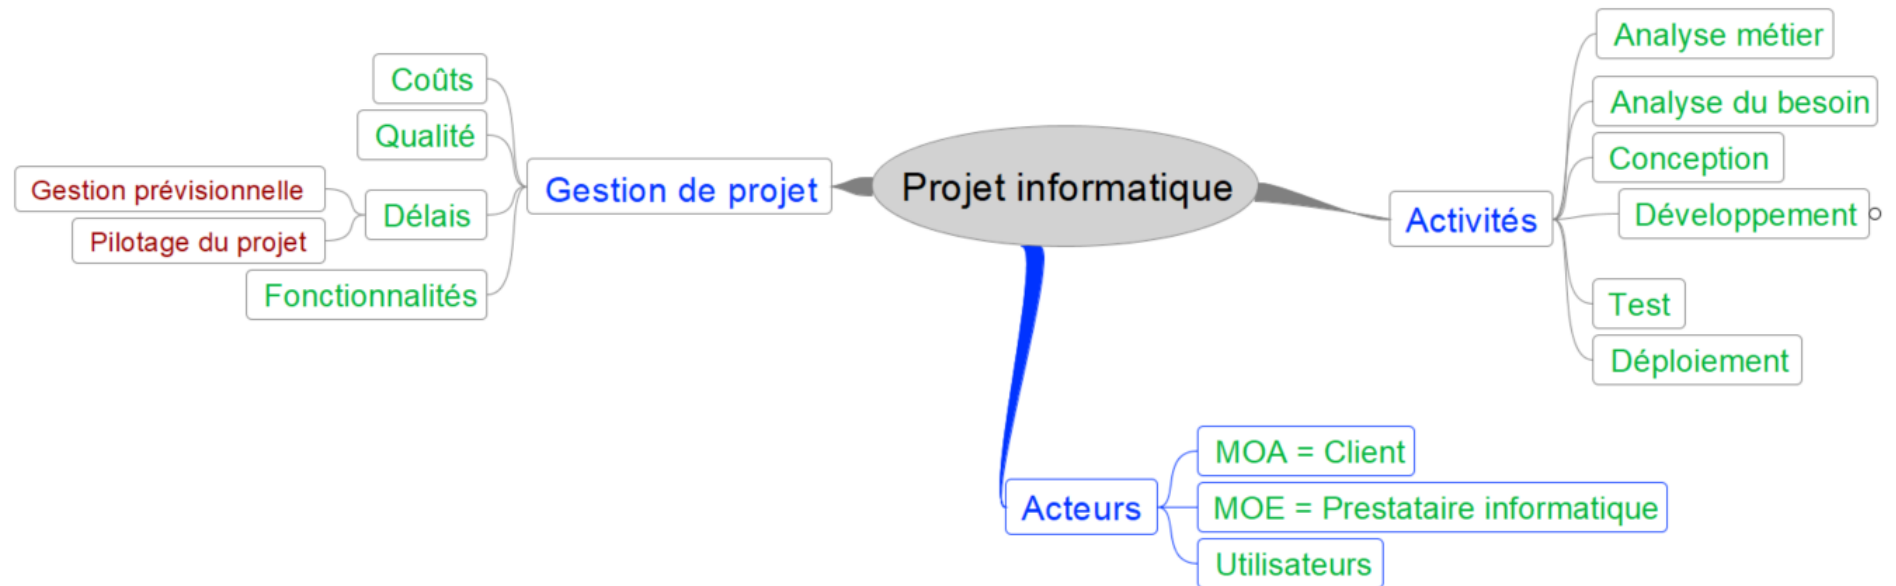 Projet informatique
Gestion de projet
Coûts
Qualité
Délais
Gestion prévisionnelle
Pilotage du projet
Fonctionnalités
Activités
Analyse métier
Analyse du besoin
Conception
Développement
Test
Déploiement
Acteurs
MOA = Client
MOE = Prestataire informatique
Utilisateurs